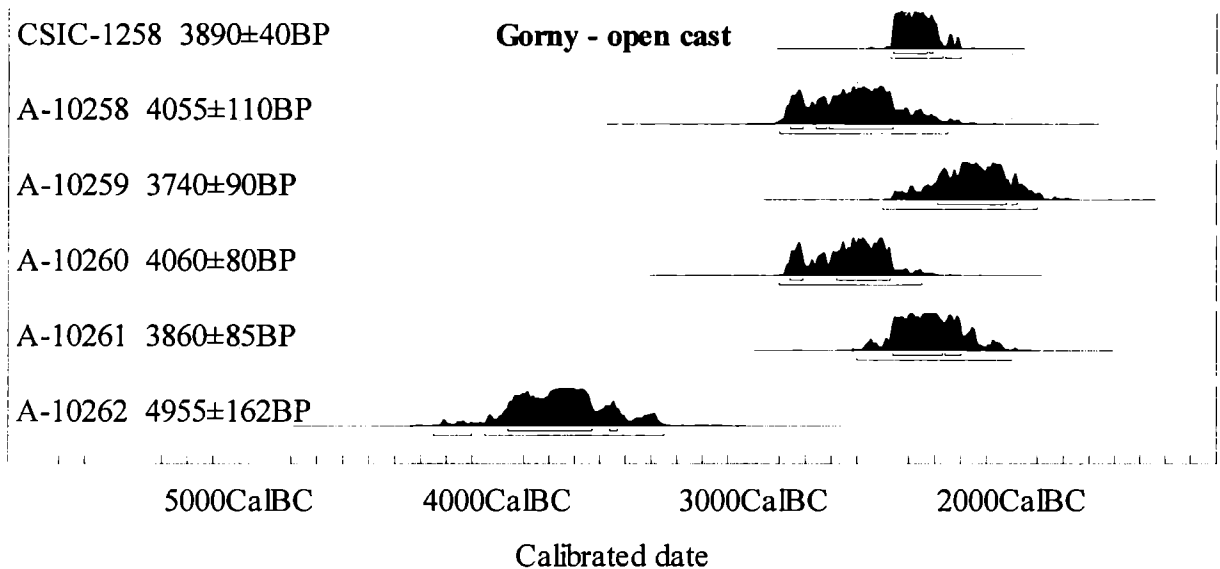 CSIC-1258 3890±40BP Gorny - open cast
A-10258 4055±110BP
A-10259 3740±90BP
A-10260 4060±80BP
A-10261 3860±85BP
A-10262 4955±162BP
5000CalBC 4000CalBC 3000CalBC 2000CalBC
Calibrated date